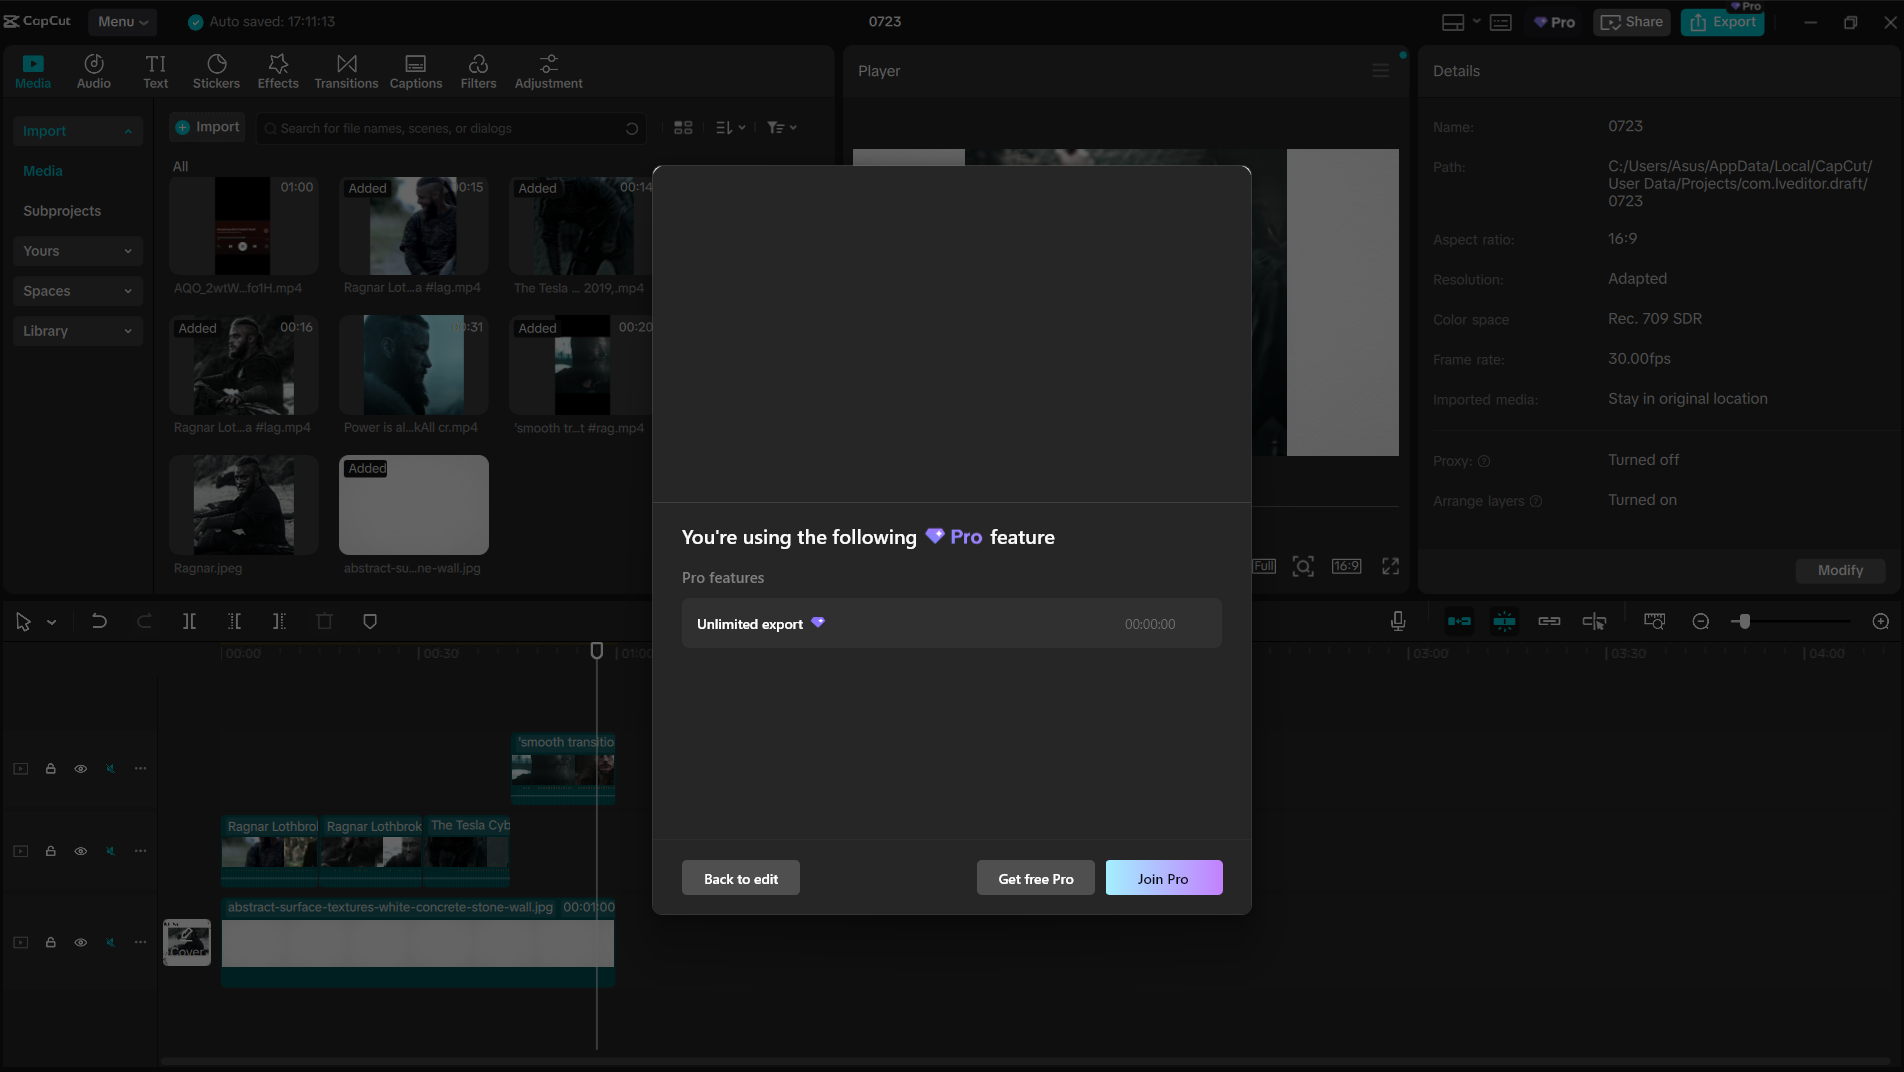 CapCut
Menu
Auto saved: 17:11:13
0723
Pro
Share
Export
Pro
Media
Audio
Text
Stickers
Effects
Transitions
Captions
Filters
Adjustment
Player
Details
Import
Media
Subprojects
Yours
Spaces
Library
Import
Search for file names, scenes, or dialogs
All
01:00
AQO_2wtW...fo1H.mp4
Added
00:15
Ragnar Lot...a #lag.mp4
Added
00:14
The Tesla ... 2019,.mp4
Added
00:16
Ragnar Lot...a #lag.mp4
00:31
Power is al...kAll cr.mp4
Added
00:20
'smooth tr...t #rag.mp4
Ragnar.jpeg
Added
abstract-su...ne-wall.jpg
Name:
0723
Path:
C:/Users/Asus/AppData/Local/CapCut/
User Data/Projects/com.lveditor.draft/
0723
Aspect ratio:
16:9
Resolution:
Adapted
Color space
Rec. 709 SDR
Frame rate:
30.00fps
Imported media:
Stay in original location
Proxy:
Turned off
Arrange layers
Turned on
Modify
Full
16:9
You're using the following Pro feature
Pro features
Unlimited export
00:00:00
Back to edit
Get free Pro
Join Pro
00:00
00:30
01:00
03:00
03:30
04:00
'smooth transitio
Ragnar Lothbrok
Ragnar Lothbrok
The Tesla Cyb
abstract-surface-textures-white-concrete-stone-wall.jpg 00:01:00
Cover